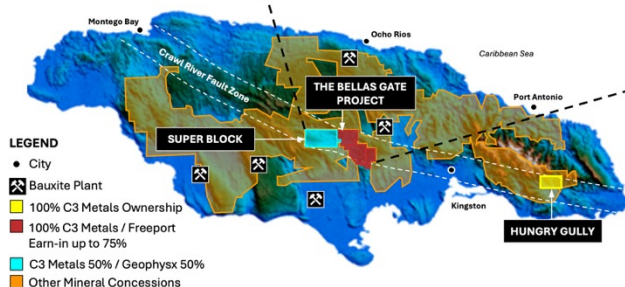 Montego Bay
Ocho Rios
Caribbean Sea
Crawl River Fault Zone
THE BELLAS GATE
PROJECT
Port Antonio
SUPER BLOCK
Kingston
HUNGRY GULLY
LEGEND
City
Bauxite Plant
100% C3 Metals Ownership
100% C3 Metals / Freeport
Earn-in up to 75%
C3 Metals 50% / Geophysx 50%
Other Mineral Concessions